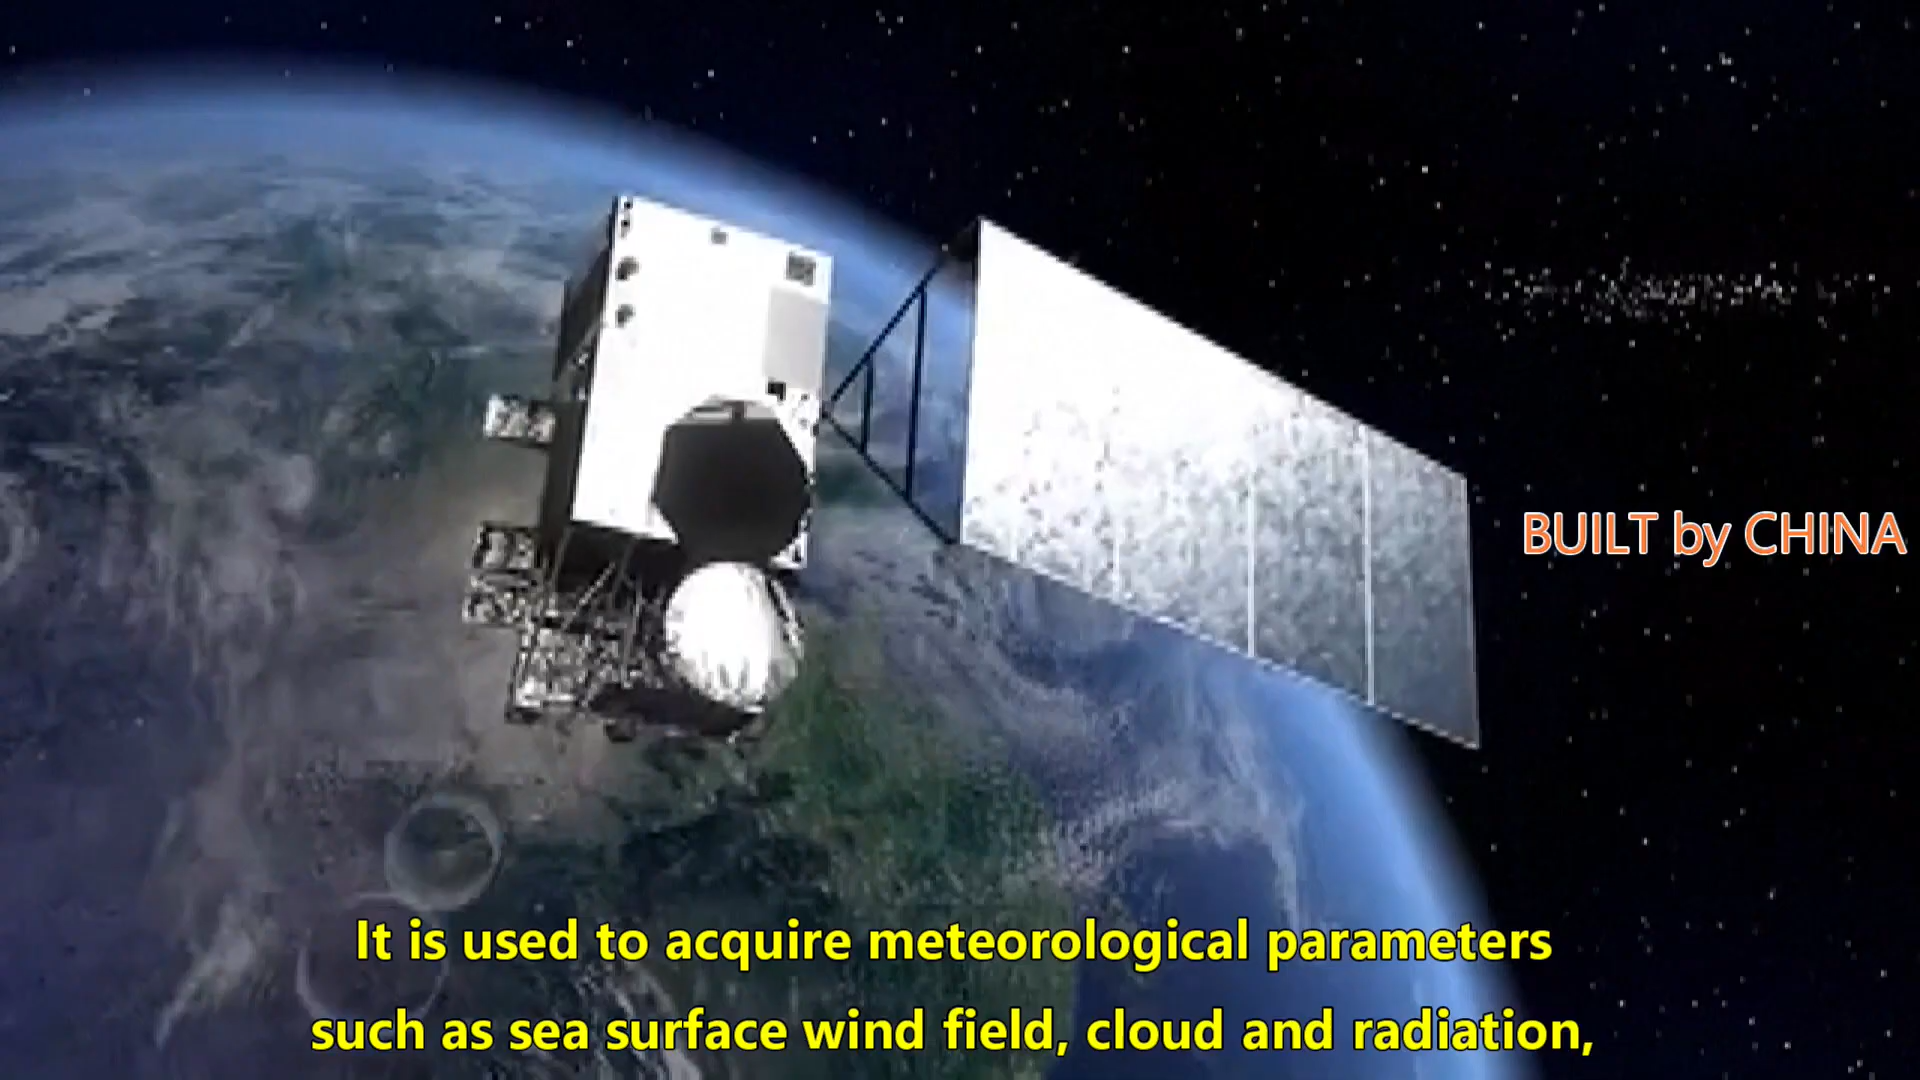 BUILT by CHINA
It is used to acquire meteorological parameters
such as sea surface wind field, cloud and radiation,